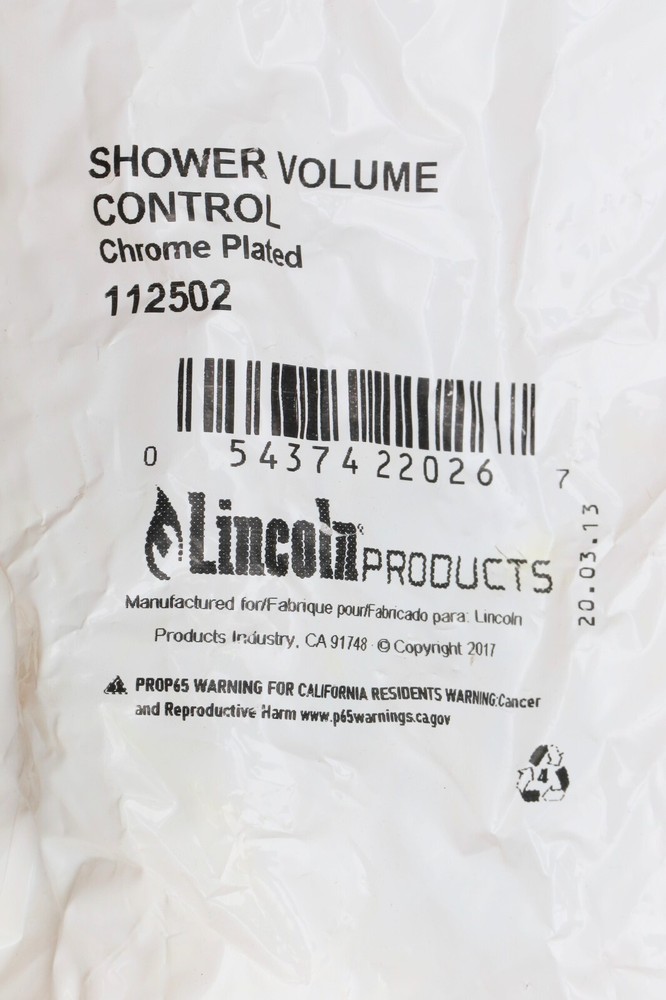 SHOWER VOLUME
CONTROL
Chrome Plated
112502
0 54374 22026 7
Lincoln® PRODUCTS
20.03.13
Manufactured for/Fabrique pour/Fabricado para: Lincoln
Products Industry, CA 91748 © Copyright 2017
PROP65 WARNING FOR CALIFORNIA RESIDENTS WARNING:Cancer
and Reproductive Harm www.p65warnings.ca.gov
4